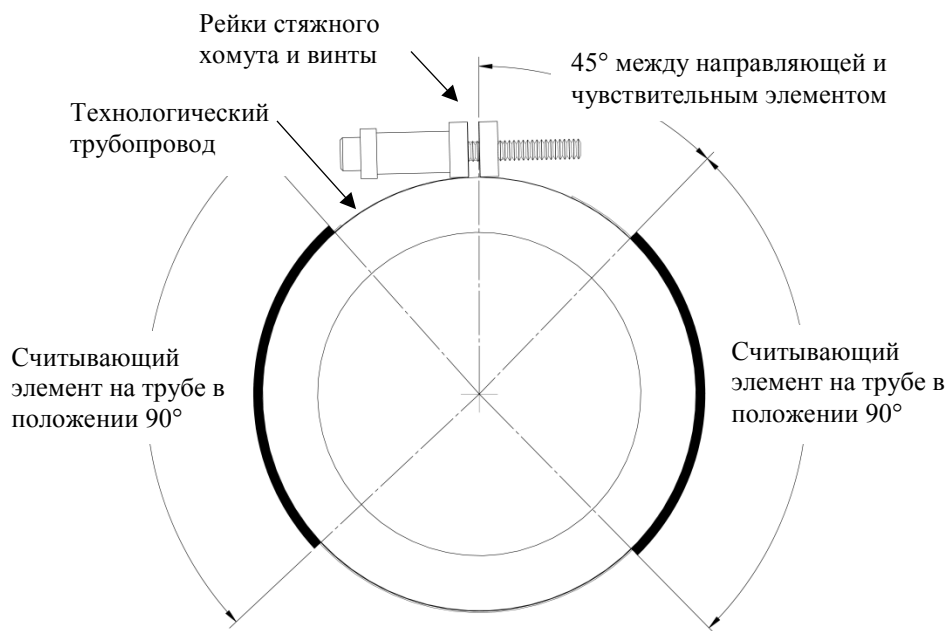 Рейки стяжного
хомута и винты
45° между направляющей и
чувствительным элементом
Технологический
трубопровод
Считывающий
элемент на трубе в
положении 90°
Считывающий
элемент на трубе в
положении 90°